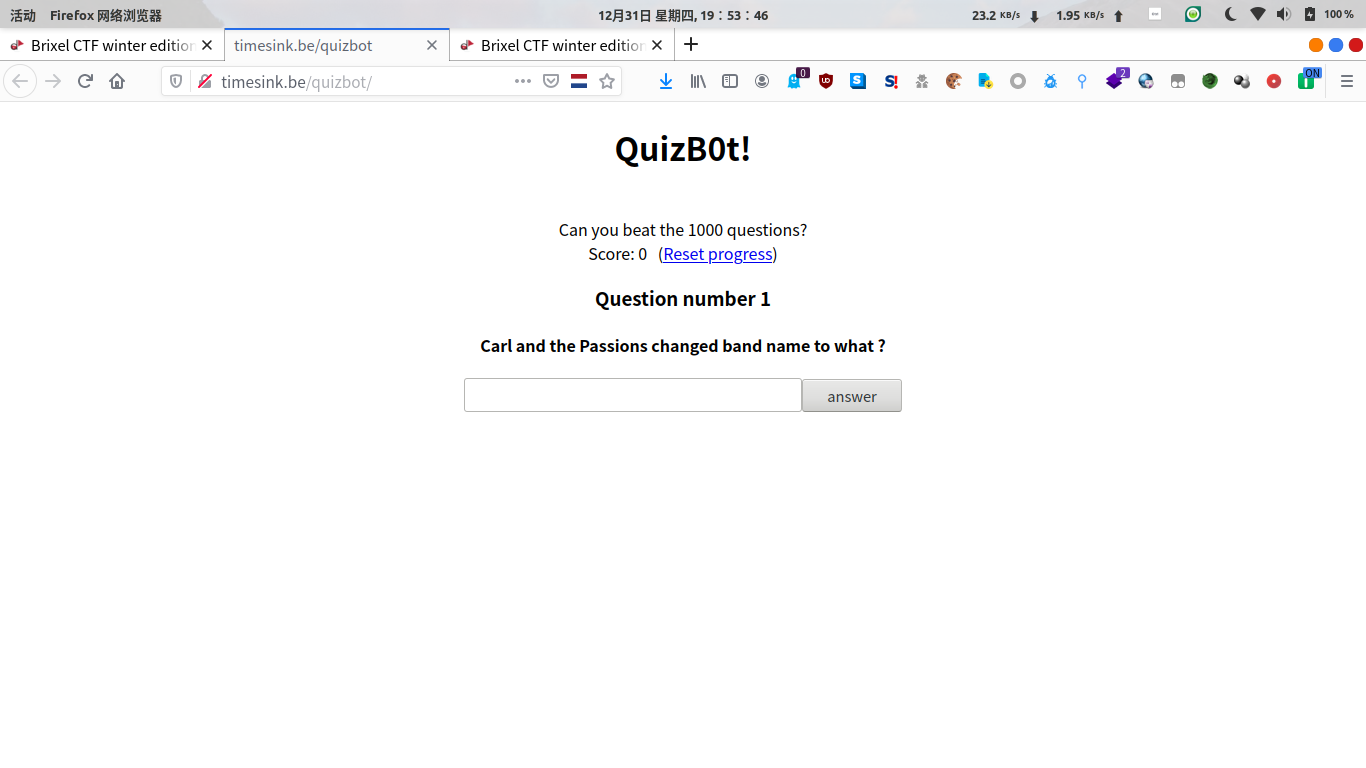 活动 Firefox 网络浏览器 12月31日 星期四, 19：53：46 23.2 KB/s 1.95 KB/s 100 %
Brixel CTF winter edition timesink.be/quizbot Brixel CTF winter edition
timesink.be/quizbot/ 0 2 ON
QuizB0t!
Can you beat the 1000 questions?
Score: 0 (Reset progress)
Question number 1
Carl and the Passions changed band name to what ?
answer